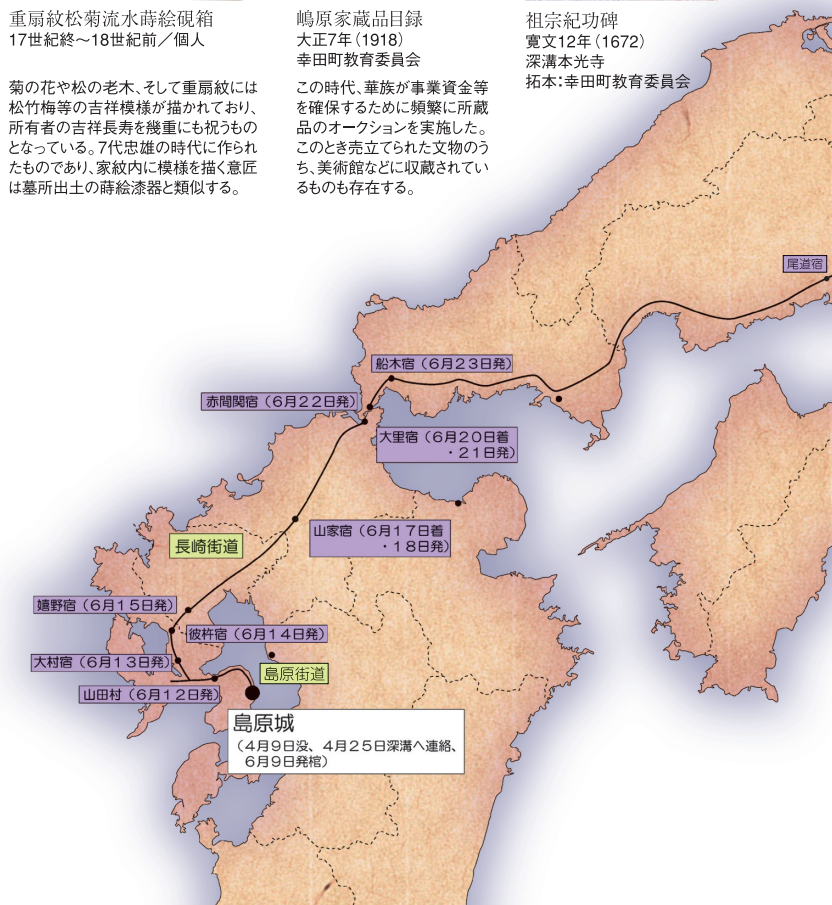 重扇紋松菊流水蒔絵硯箱
17世紀終～18世紀前／個人
菊の花や松の老木、そして重扇紋には
松竹梅等の吉祥模様が描かれており、
所有者の吉祥長寿を幾重にも祝うもの
となっている。7代忠雄の時代に作られ
たものであり、家紋内に模様を描く意匠
は墓所出土の蒔絵漆器と類似する。
嶋原家蔵品目録
大正7年（1918）
幸田町教育委員会
この時代、華族が事業資金等
を確保するために頻繁に所蔵
品のオークションを実施した。
このとき売立てられた文物のう
ち、美術館などに収蔵されてい
るものも存在する。
祖宗紀功碑
寛文12年（1672）
深溝本光寺
拓本：幸田町教育委員会
尾道宿
船木宿（6月23日発）
赤間関宿（6月22日発）
大里宿（6月20日着
・21日発）
山家宿（6月17日着
・18日発）
長崎街道
嬉野宿（6月15日発）
彼杵宿（6月14日発）
大村宿（6月13日発）
島原街道
山田村（6月12日発）
島原城
（4月9日没、4月25日深溝へ連絡、
6月9日発棺）